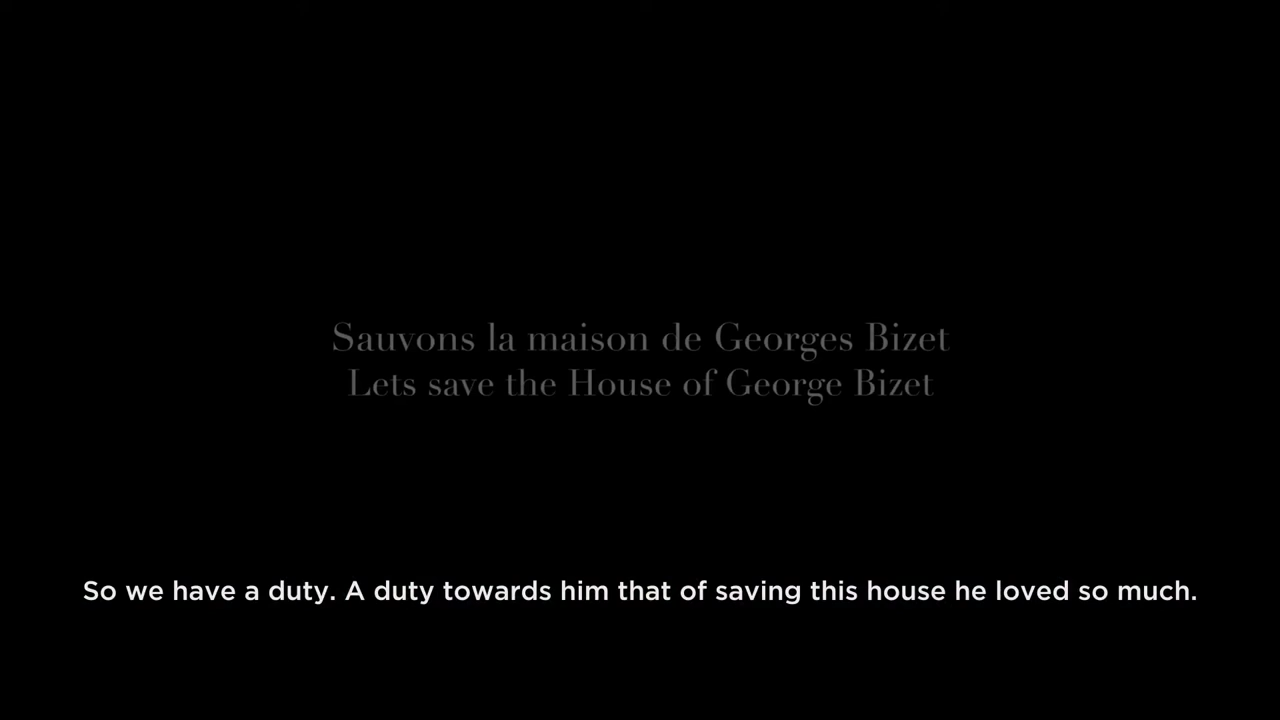 Sauvons la maison de Georges Bizet
Lets save the House of George Bizet
So we have a duty. A duty towards him that of saving this house he loved so much.